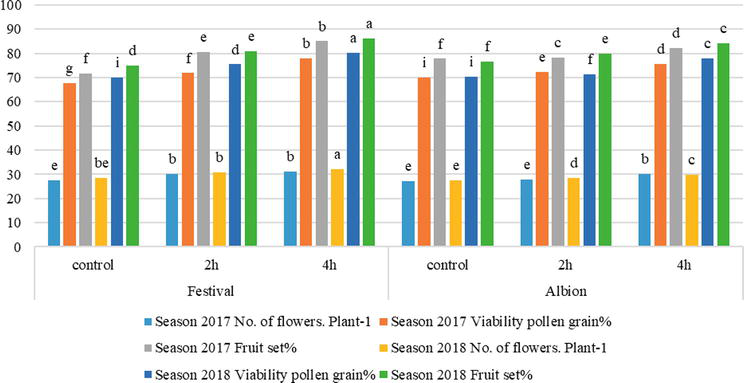 100
90
80
70
60
50
40
30
20
10
0
e g f be i d
b f e b d e
b b b a a a
e i f e i f
e e c d f e
b d d c c c
control 2h 4h control 2h 4h
Festival Albion
Season 2017 No. of flowers. Plant-1 Season 2017 Viability pollen grain%
Season 2017 Fruit set% Season 2018 No. of flowers. Plant-1
Season 2018 Viability pollen grain% Season 2018 Fruit set%